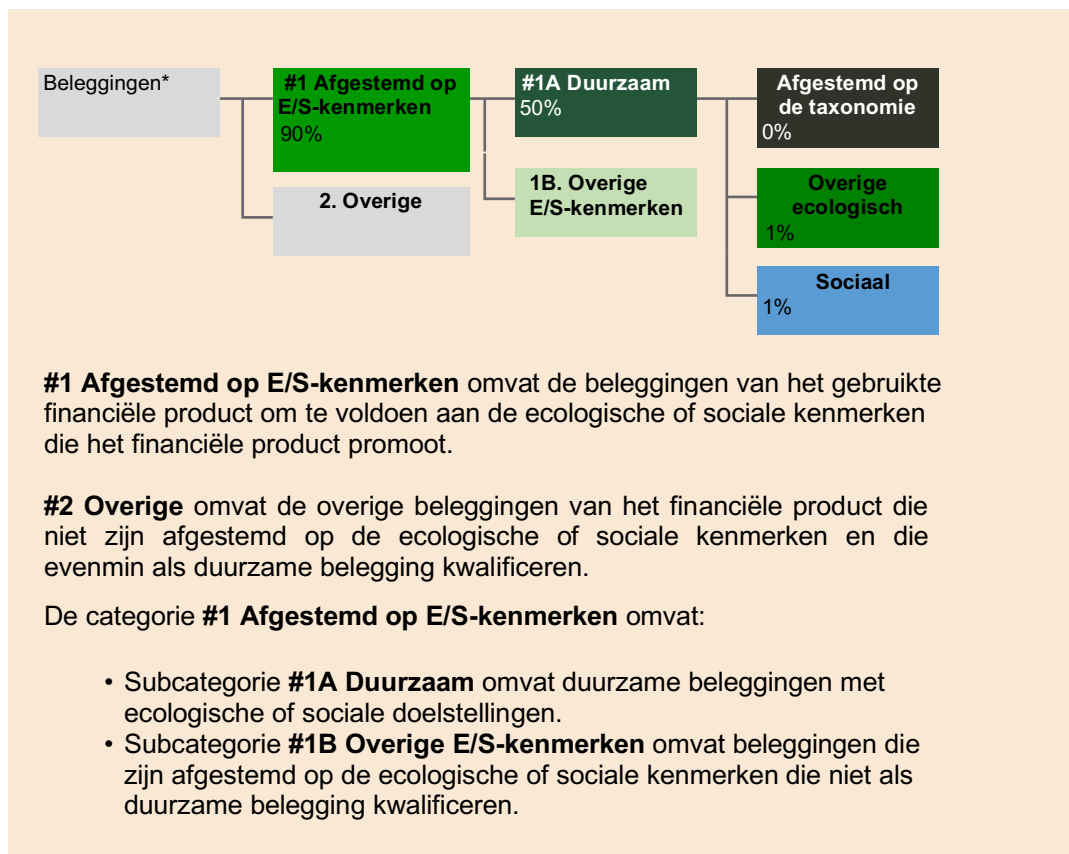 Beleggingen*
#1 Afgestemd op
E/S-kenmerken
90%
2. Overige
#1A Duurzaam
50%
1B. Overige
E/S-kenmerken
Afgestemd op
de taxonomie
0%
Overige
ecologisch
1%
Sociaal
1%
#1 Afgestemd op E/S-kenmerken omvat de beleggingen van het gebruikte
financiële product om te voldoen aan de ecologische of sociale kenmerken
die het financiële product promoot.
#2 Overige omvat de overige beleggingen van het financiële product die
niet zijn afgestemd op de ecologische of sociale kenmerken en die
evenmin als duurzame belegging kwalificeren.
De categorie #1 Afgestemd op E/S-kenmerken omvat:
• Subcategorie #1A Duurzaam omvat duurzame beleggingen met
ecologische of sociale doelstellingen.
• Subcategorie #1B Overige E/S-kenmerken omvat beleggingen die
zijn afgestemd op de ecologische of sociale kenmerken die niet als
duurzame belegging kwalificeren.